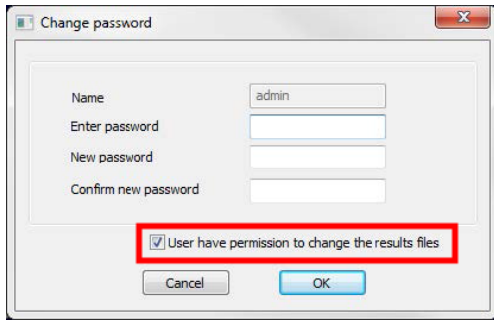 Change password
Name admin
Enter password
New password
Confirm new password
User have permission to change the results files
Cancel OK